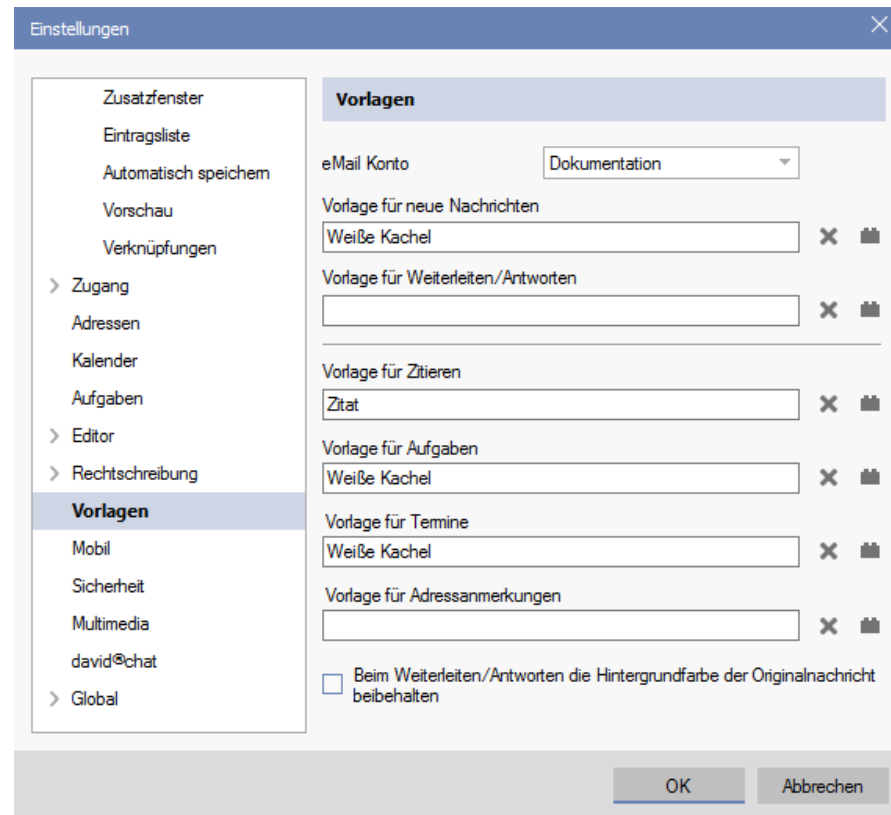 Einstellungen
Zusatzfenster
Eintragsliste
Automatisch speichern
Vorschau
Verknüpfungen
Zugang
Adressen
Kalender
Aufgaben
Editor
Rechtschreibung
Vorlagen
Mobil
Sicherheit
Multimedia
david®chat
Global
Vorlagen
eMail Konto
Dokumentation
Vorlage für neue Nachrichten
Weiße Kachel
Vorlage für Weiterleiten/Antworten
Vorlage für Zitieren
Zitat
Vorlage für Aufgaben
Weiße Kachel
Vorlage für Termine
Weiße Kachel
Vorlage für Adressanmerkungen
Beim Weiterleiten/Antworten die Hintergrundfarbe der Originalnachricht
beibehalten
OK
Abbrechen